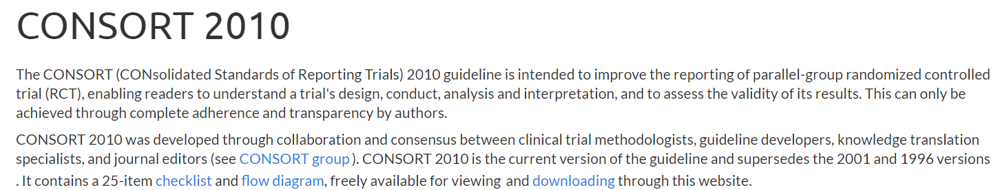 CONSORT 2010
The CONSORT (CONsolidated Standards of Reporting Trials) 2010 guideline is intended to improve the reporting of parallel-group randomized controlled
trial (RCT), enabling readers to understand a trial's design, conduct, analysis and interpretation, and to assess the validity of its results. This can only be
achieved through complete adherence and transparency by authors.
CONSORT 2010 was developed through collaboration and consensus between clinical trial methodologists, guideline developers, knowledge translation
specialists, and journal editors (see CONSORT group). CONSORT 2010 is the current version of the guideline and supersedes the 2001 and 1996 versions
. It contains a 25-item checklist and flow diagram, freely available for viewing and downloading through this website.